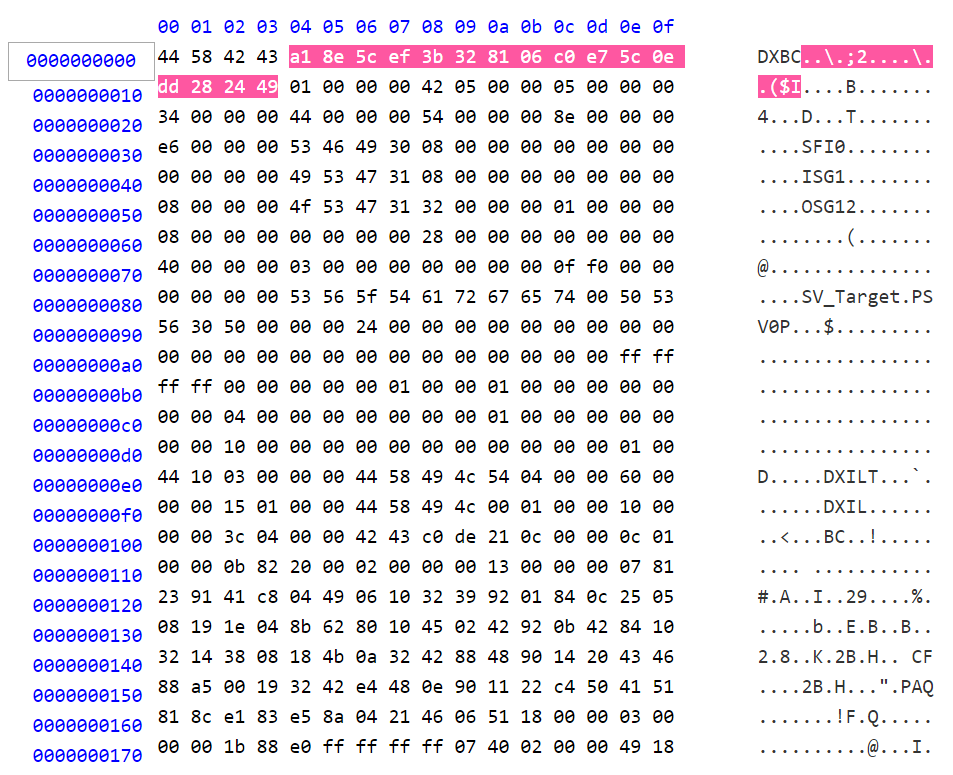 00 01 02 03 04 05 06 07 08 09 0a 0b 0c 0d 0e 0f
0000000000 44 58 42 43 a1 8e 5c ef 3b 32 81 06 c0 e7 5c 0e DXBC..\.;2....\.
0000000010 dd 28 24 49 01 00 00 00 42 05 00 00 05 00 00 00 .($I....B.......
0000000020 34 00 00 00 44 00 00 00 54 00 00 00 8e 00 00 00 4...D...T.......
0000000030 e6 00 00 00 53 46 49 30 08 00 00 00 00 00 00 00 ....SFI0........
0000000040 00 00 00 00 49 53 47 31 08 00 00 00 00 00 00 00 ....ISG1........
0000000050 08 00 00 00 4f 53 47 31 32 00 00 00 01 00 00 00 ....OSG12.......
0000000060 08 00 00 00 00 00 00 00 28 00 00 00 00 00 00 00 ........(.......
0000000070 40 00 00 00 03 00 00 00 00 00 00 00 0f f0 00 00 @...............
0000000080 00 00 00 00 53 56 5f 54 61 72 67 65 74 00 50 53 ....SV_Target.PS
0000000090 56 30 50 00 00 00 24 00 00 00 00 00 00 00 00 00 V0P...$.........
00000000a0 00 00 00 00 00 00 00 00 00 00 00 00 00 00 ff ff ................
00000000b0 ff ff 00 00 00 00 00 01 00 00 01 00 00 00 00 00 ................
00000000c0 00 00 04 00 00 00 00 00 00 00 01 00 00 00 00 00 ................
00000000d0 00 00 10 00 00 00 00 00 00 00 00 00 00 00 01 00 ................
00000000e0 44 10 03 00 00 00 44 58 49 4c 54 04 00 00 60 00 D.....DXILT...`.
00000000f0 00 00 15 01 00 00 44 58 49 4c 00 01 00 00 10 00 ......DXIL......
0000000100 00 00 3c 04 00 00 42 43 c0 de 21 0c 00 00 0c 01 ..<...BC..!.....
0000000110 00 00 0b 82 20 00 02 00 00 00 13 00 00 00 07 81 .... ...........
0000000120 23 91 41 c8 04 49 06 10 32 39 92 01 84 0c 25 05 #.A..I..29....%.
0000000130 08 19 1e 04 8b 62 80 10 45 02 42 92 0b 42 84 10 .....b..E.B..B..
0000000140 32 14 38 08 18 4b 0a 32 42 88 48 90 14 20 43 46 2.8..K.2B.H.. CF
0000000150 88 a5 00 19 32 42 e4 48 0e 90 11 22 c4 50 41 51 ....2B.H...".PAQ
0000000160 81 8c e1 83 e5 8a 04 21 46 06 51 18 00 00 03 00 .......!F.Q.....
0000000170 00 00 1b 88 e0 ff ff ff ff 07 40 02 00 00 49 18 ..........@...I.